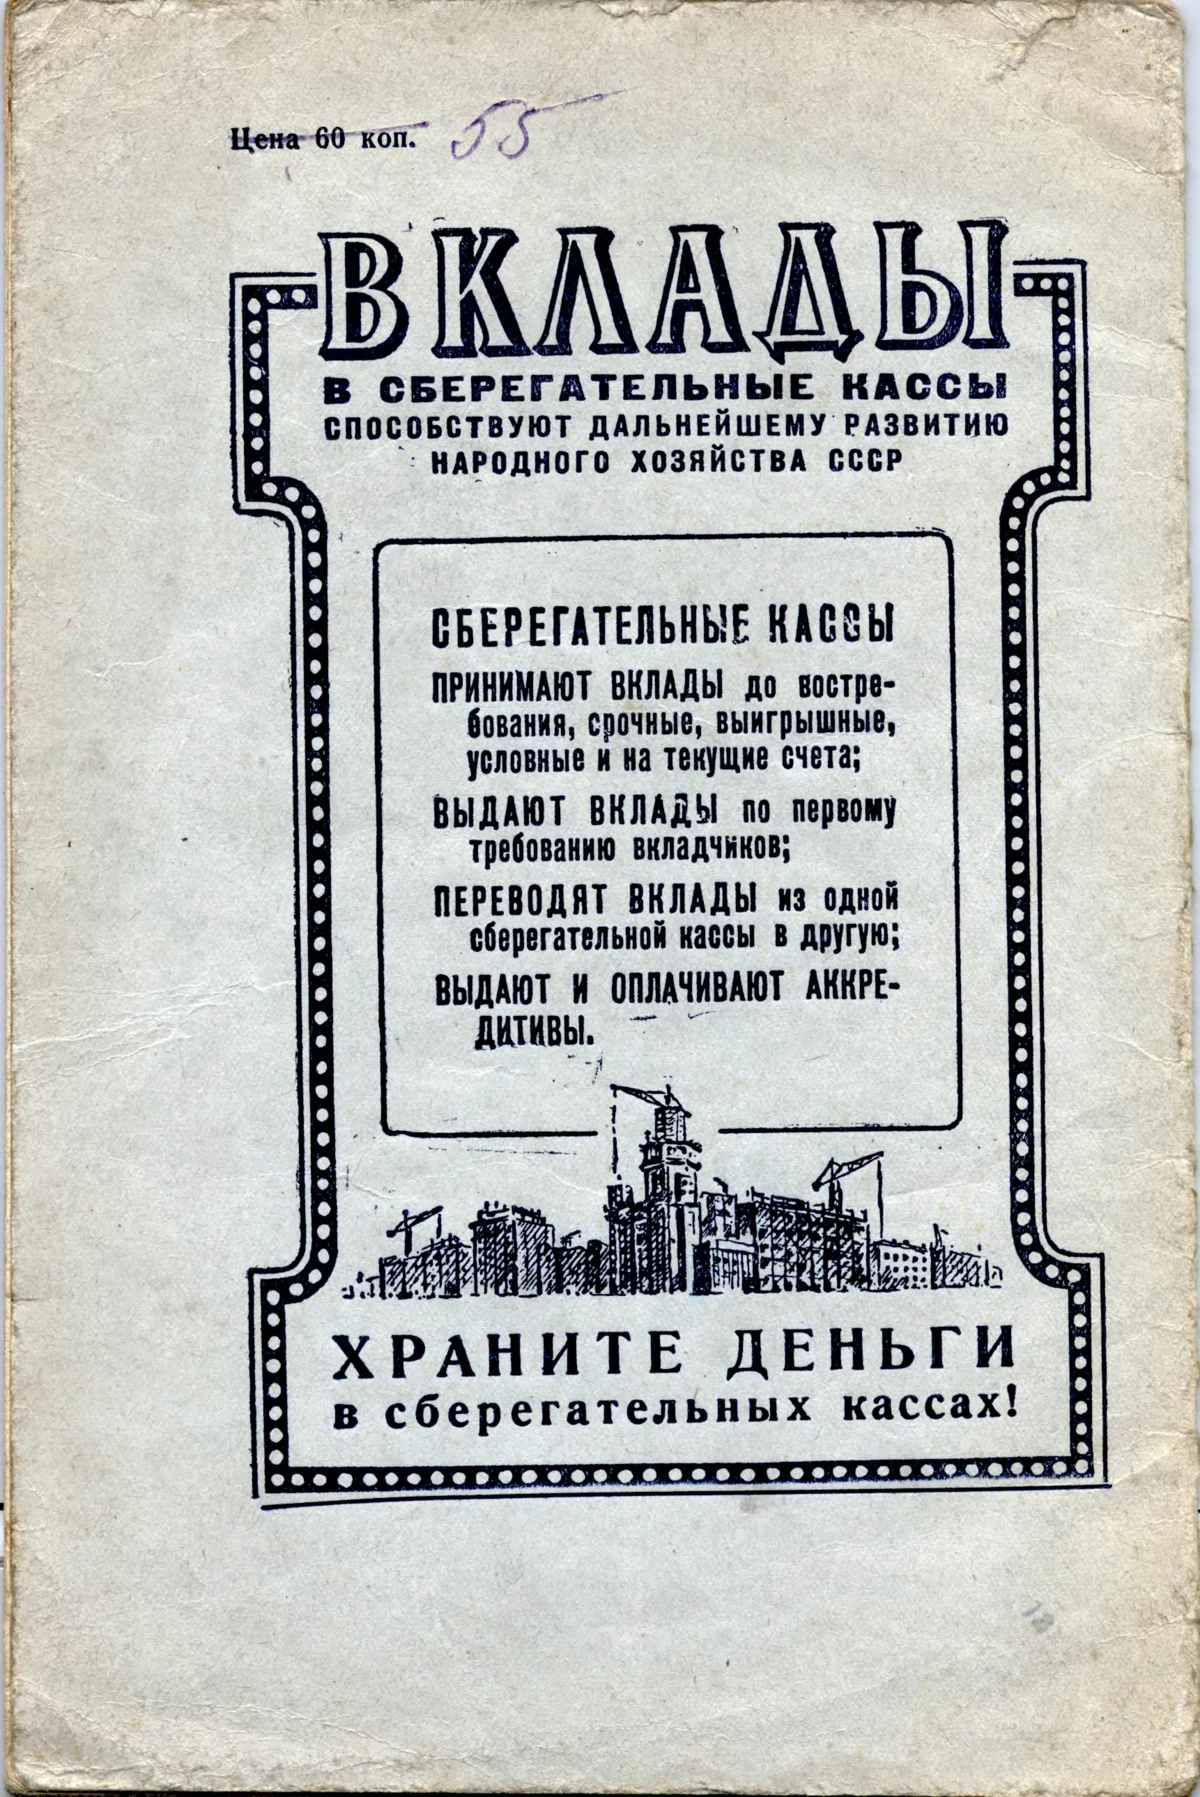 Цена 60 коп. 55
ВКЛАДЫ
В СБЕРЕГАТЕЛЬНЫЕ КАССЫ
СПОСОБСТВУЮТ ДАЛЬНЕЙШЕМУ РАЗВИТИЮ
НАРОДНОГО ХОЗЯЙСТВА СССР
СБЕРЕГАТЕЛЬНЫЕ КАССЫ
ПРИНИМАЮТ ВКЛАДЫ до востре-
бования, срочные, выигрышные,
условные и на текущие счета;
ВЫДАЮТ ВКЛАДЫ по первому
требованию вкладчиков;
ПЕРЕВОДЯТ ВКЛАДЫ из одной
сберегательной кассы в другую;
ВЫДАЮТ И ОПЛАЧИВАЮТ АККРЕ-
ДИТИВЫ.
ХРАНИТЕ ДЕНЬГИ
в сберегательных кассах!